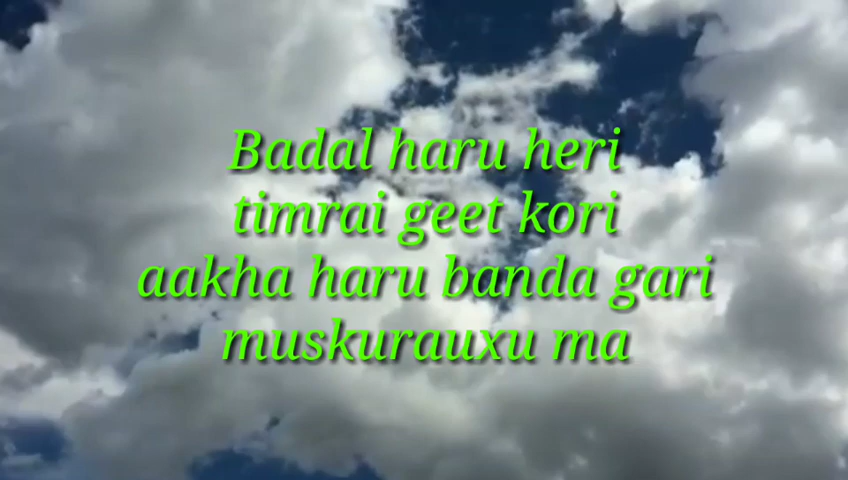 Badal haru heri
timrai geet kori
aakha haru banda gari
muskurauxu ma